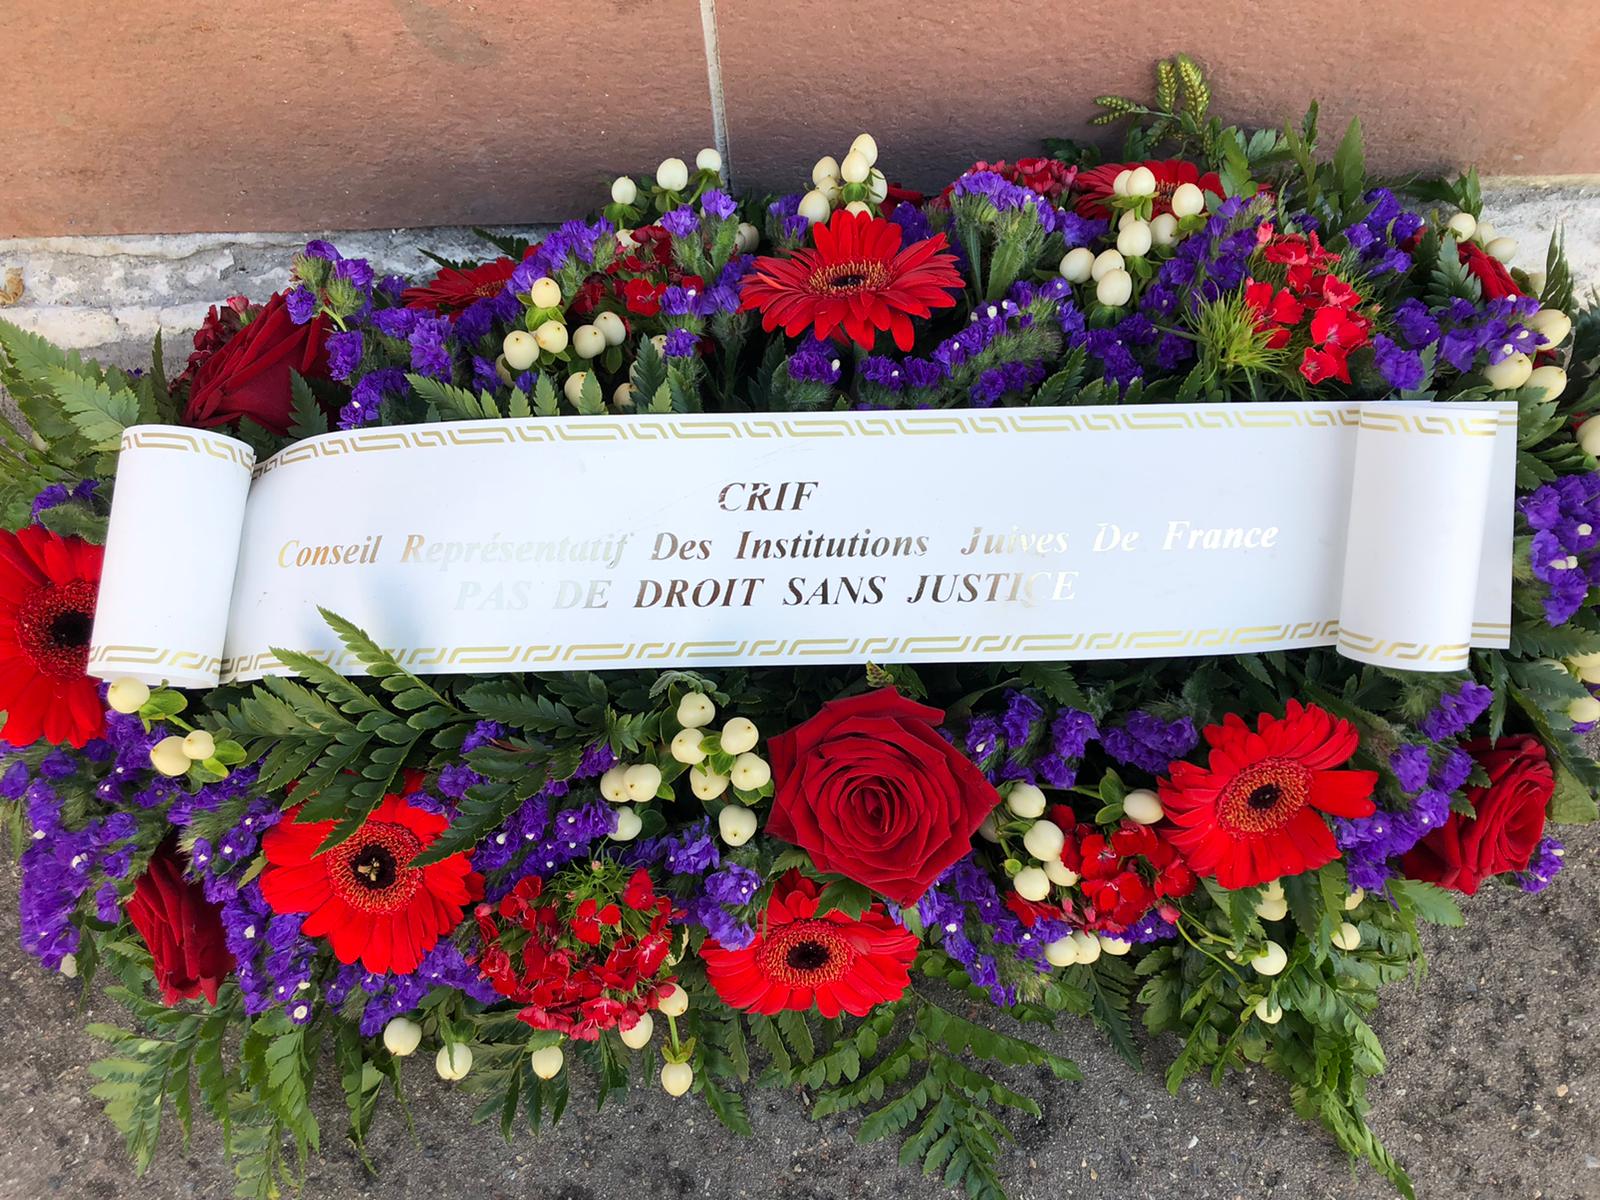 CRIF
Conseil Représentatif Des Institutions Juives De France
PAS DE DROIT SANS JUSTICE